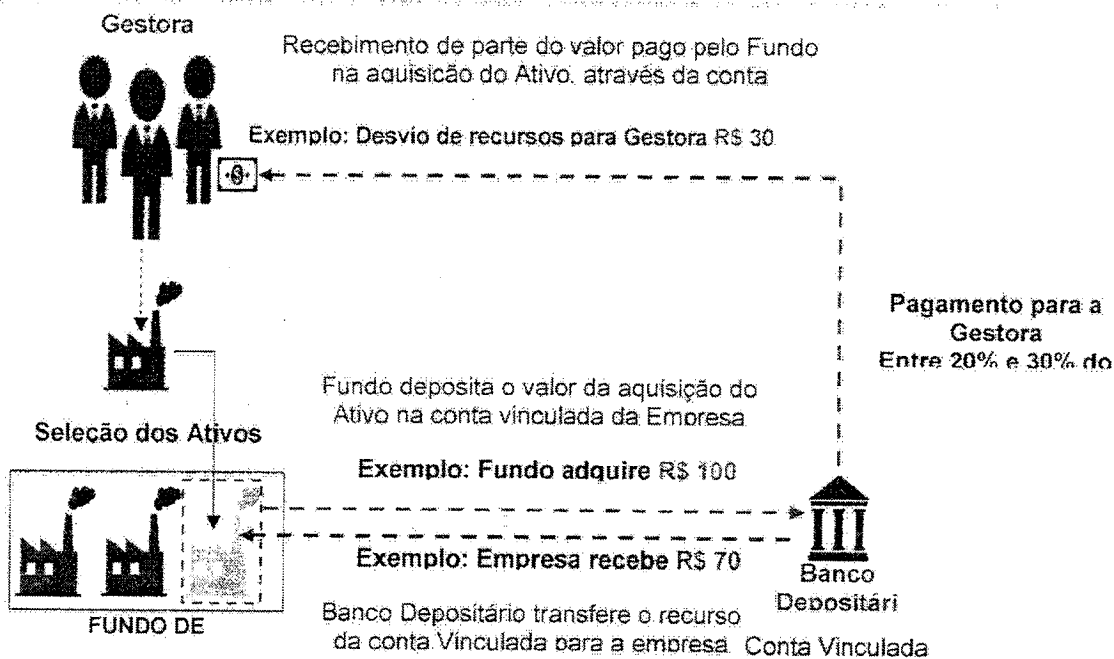 Gestora
Recebimento de parte do valor pago pelo Fundo
na aquisição do Ativo, através da conta
Exemplo: Desvio de recursos para Gestora R$ 30
Pagamento para a
Gestora
Entre 20% e 30% do
Fundo deposita o valor da aquisição do
Ativo na conta vinculada da Empresa
Seleção dos Ativos
Exemplo: Fundo adquire R$ 100
Exemplo: Empresa recebe R$ 70
Banco
Depositári
FUNDO DE
Banco Depositário transfere o recurso
da conta Vinculada para a empresa.
Conta Vinculada